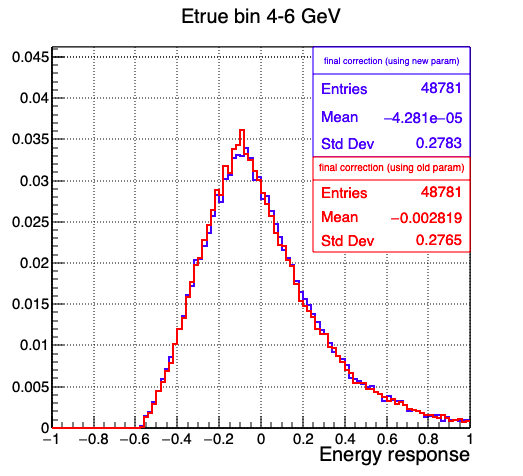 Etrue bin 4-6 GeV
final correction (using new param)
Entries 48781
Mean −4.281e−05
Std Dev 0.2783
final correction (using old param)
Entries 48781
Mean −0.002819
Std Dev 0.2765
0.045
0.04
0.035
0.03
0.025
0.02
0.015
0.01
0.005
0
−1 −0.8 −0.6 −0.4 −0.2 0 0.2 0.4 0.6 0.8 1
Energy response